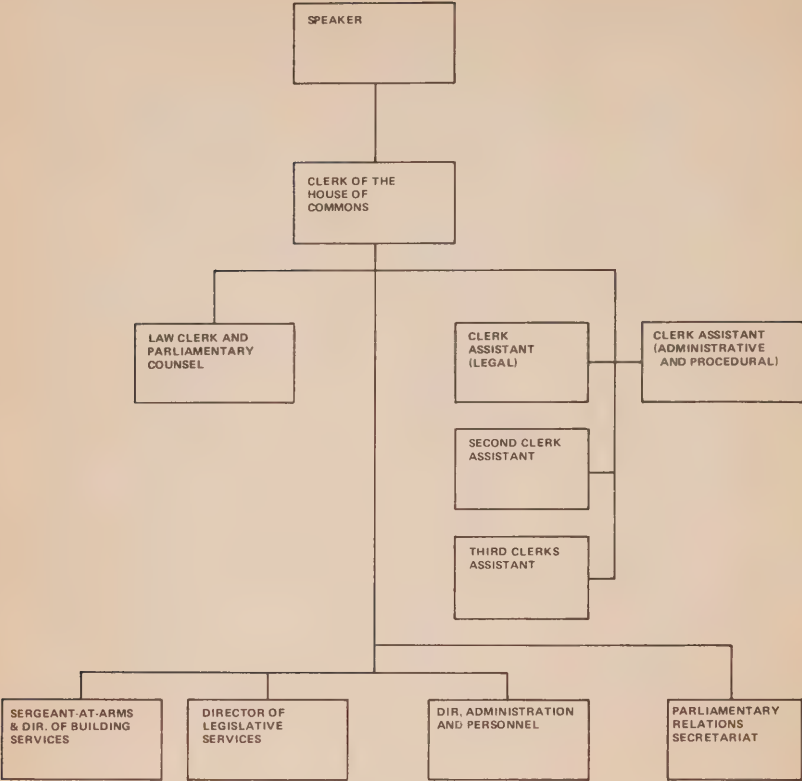 SPEAKER
CLERK OF THE
HOUSE OF
COMMONS
LAW CLERK AND
PARLIAMENTARY
COUNSEL
CLERK
ASSISTANT
(LEGAL)
CLERK ASSISTANT
(ADMINISTRATIVE
AND PROCEDURAL)
SECOND CLERK
ASSISTANT
THIRD CLERKS
ASSISTANT
SERGEANT-AT-ARMS
& DIR. OF BUILDING
SERVICES
DIRECTOR OF
LEGISLATIVE
SERVICES
DIR. ADMINISTRATION
AND PERSONNEL
PARLIAMENTARY
RELATIONS
SECRETARIAT